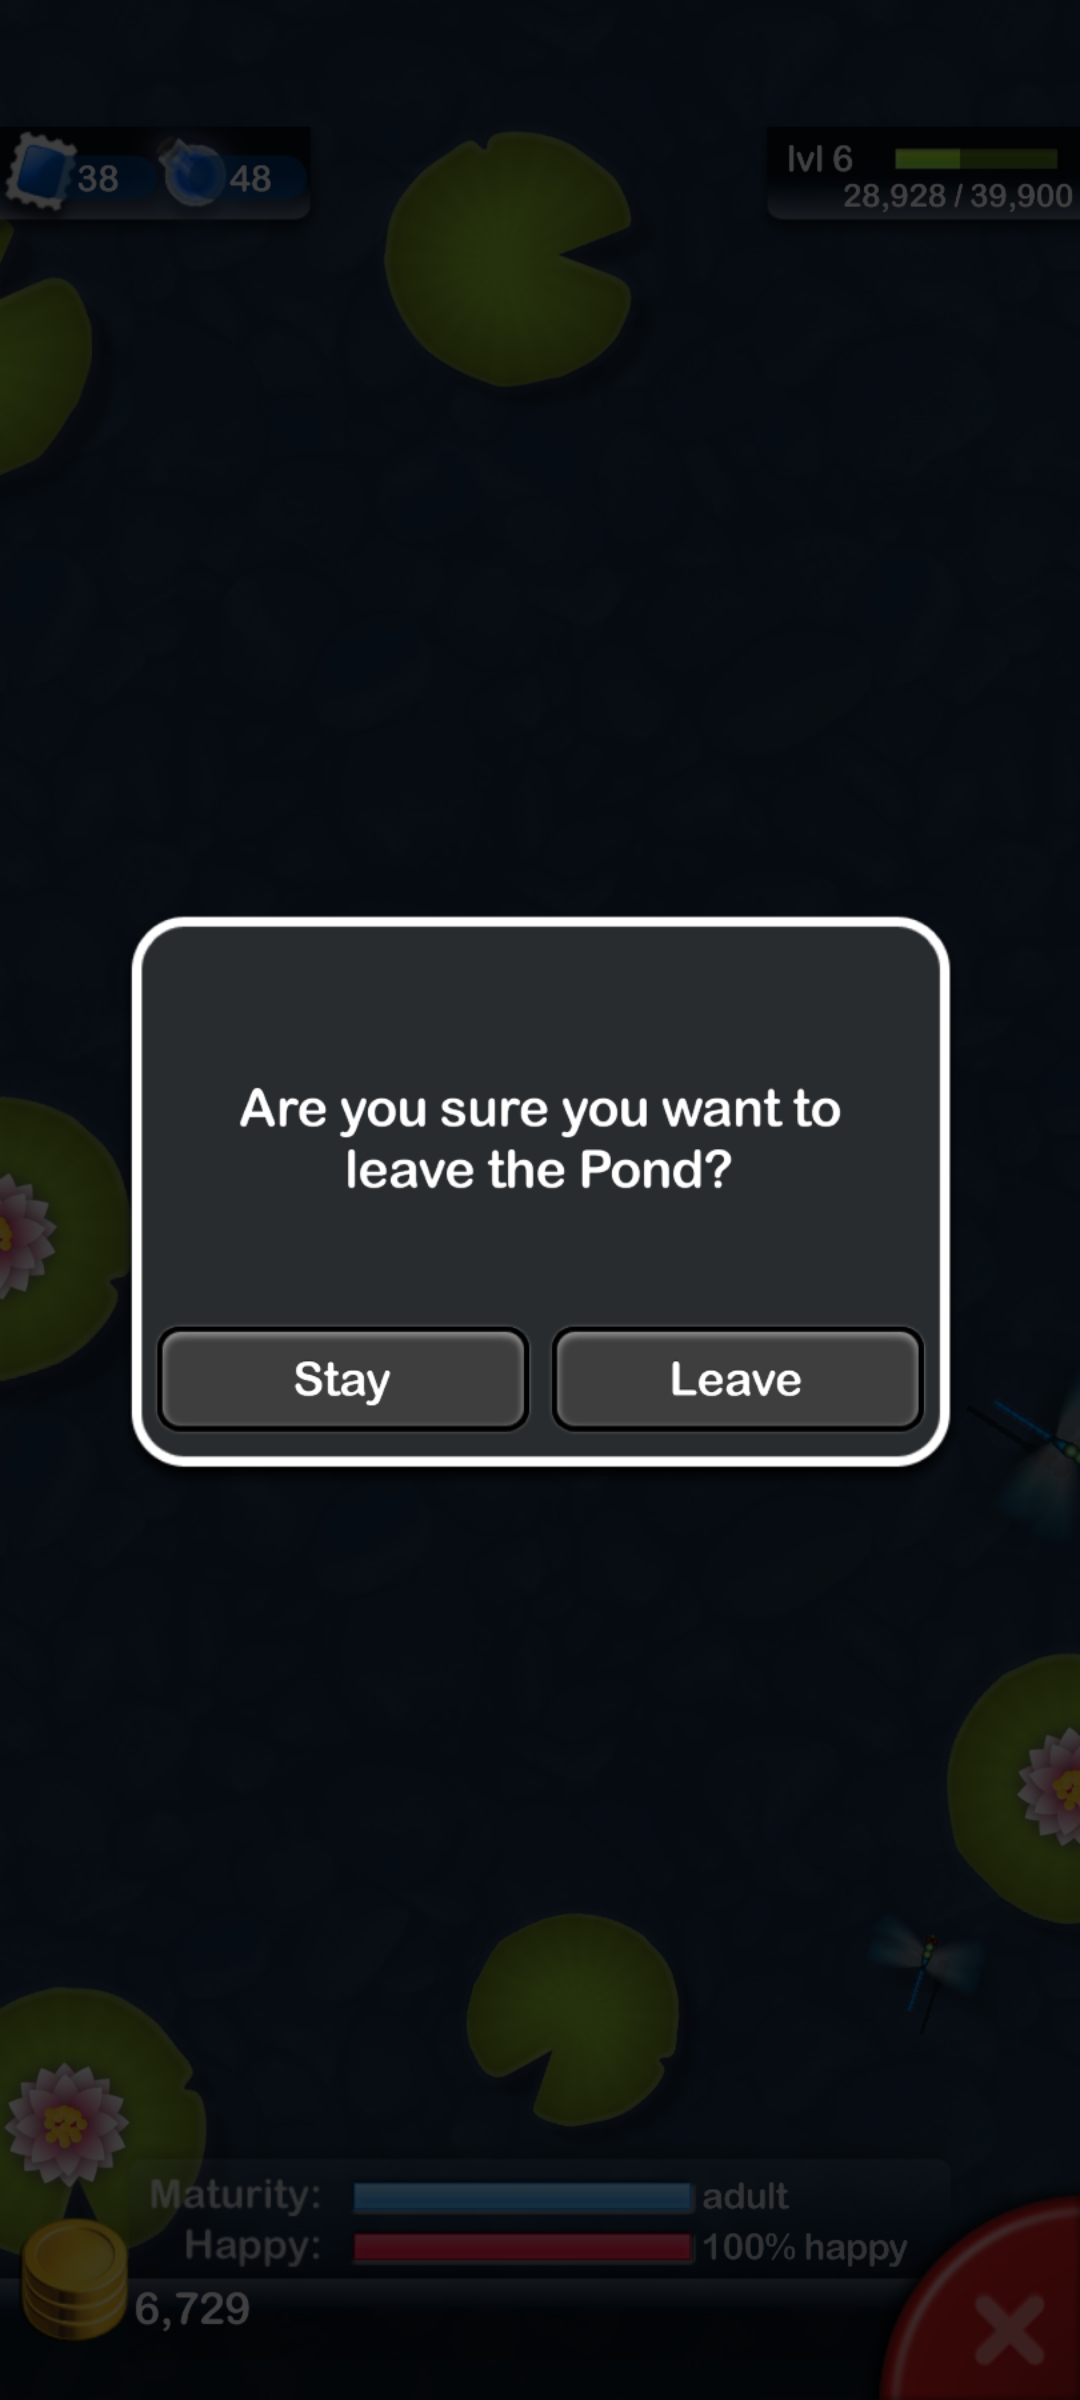 38
48
lvl 6
28,928 / 39,900
Are you sure you want to
leave the Pond?
Stay
Leave
Maturity:
adult
Happy:
100% happy
6,729